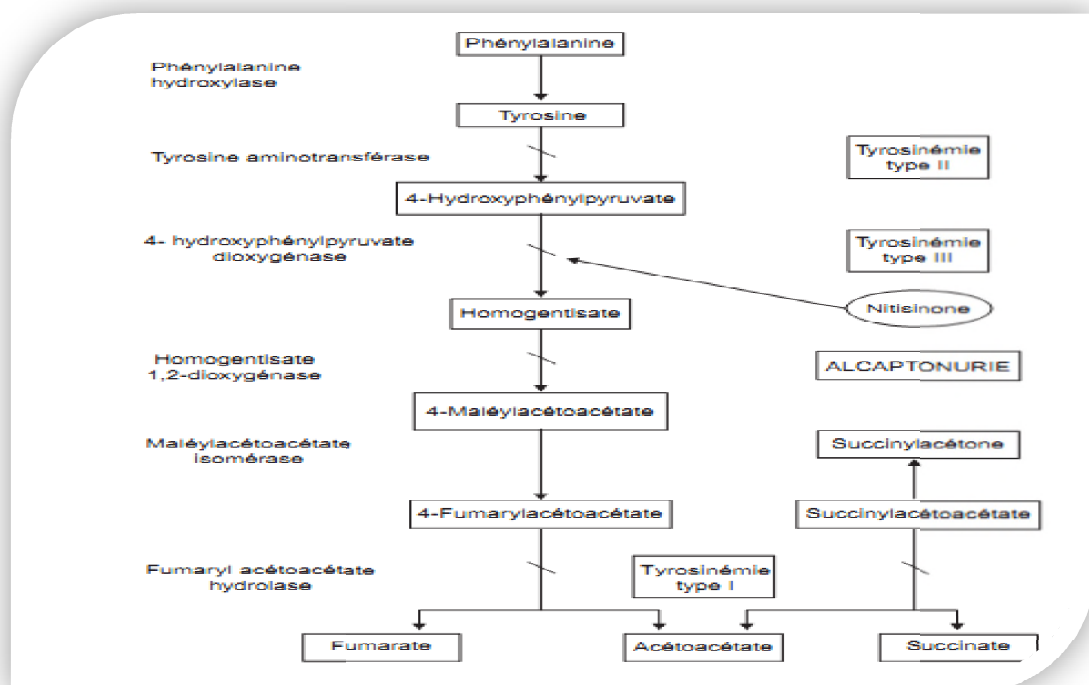 Phénylalanine
Phénylalanine
hydroxylase
Tyrosine
Tyrosine aminotransférase
Tyrosinémie
type II
4-Hydroxyphénylpyruvate
4- hydroxyphénylpyruvate
dioxygénase
Tyrosinémie
type III
Nitisinone
Homogentisate
Homogentisate
1,2-dioxygénase
ALCAPTONURIE
4-Maléylacétoacétate
Maléylacétoacétate
isomérase
Succinylacétone
4-Fumarylacétoacétate
Succinylacétoacétate
Fumaryl acétoacétate
hydrolase
Tyrosinémie
type I
Fumarate
Acétoacétate
Succinate